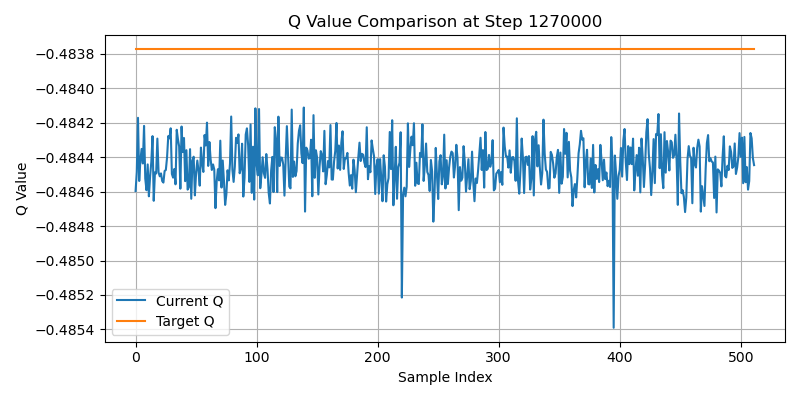 Q Value Comparison at Step 1270000
−0.4838
−0.4840
−0.4842
−0.4844
−0.4846
−0.4848
−0.4850
−0.4852
−0.4854
Q Value
Current Q
Target Q
0 100 200 300 400 500
Sample Index